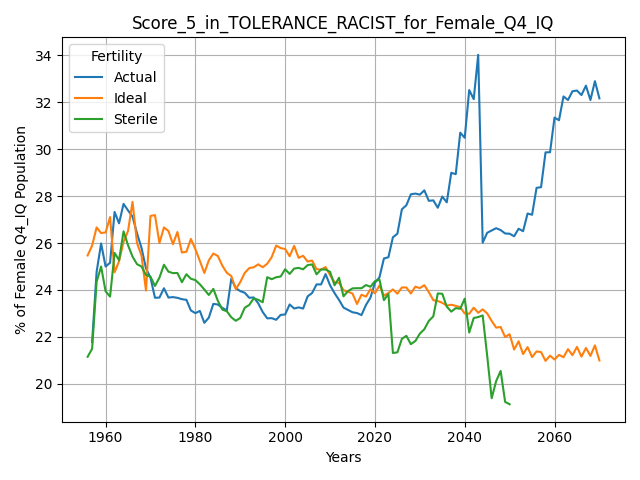 Score_5_in_TOLERANCE_RACIST_for_Female_Q4_IQ
% of Female Q4_IQ Population
34
32
30
28
26
24
22
20
Fertility
Actual
Ideal
Sterile
1960 1980 2000 2020 2040 2060
Years